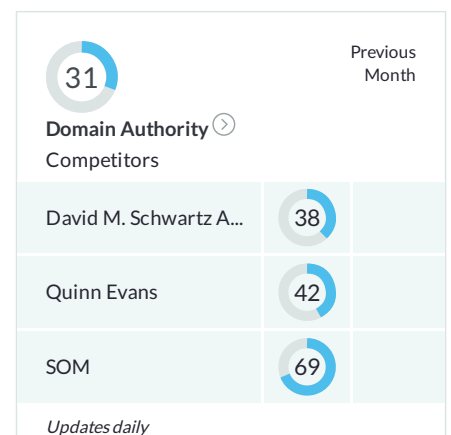 31
Previous
Month
Domain Authority
Competitors
David M. Schwartz A...
38
Quinn Evans
42
SOM
69
Updates daily